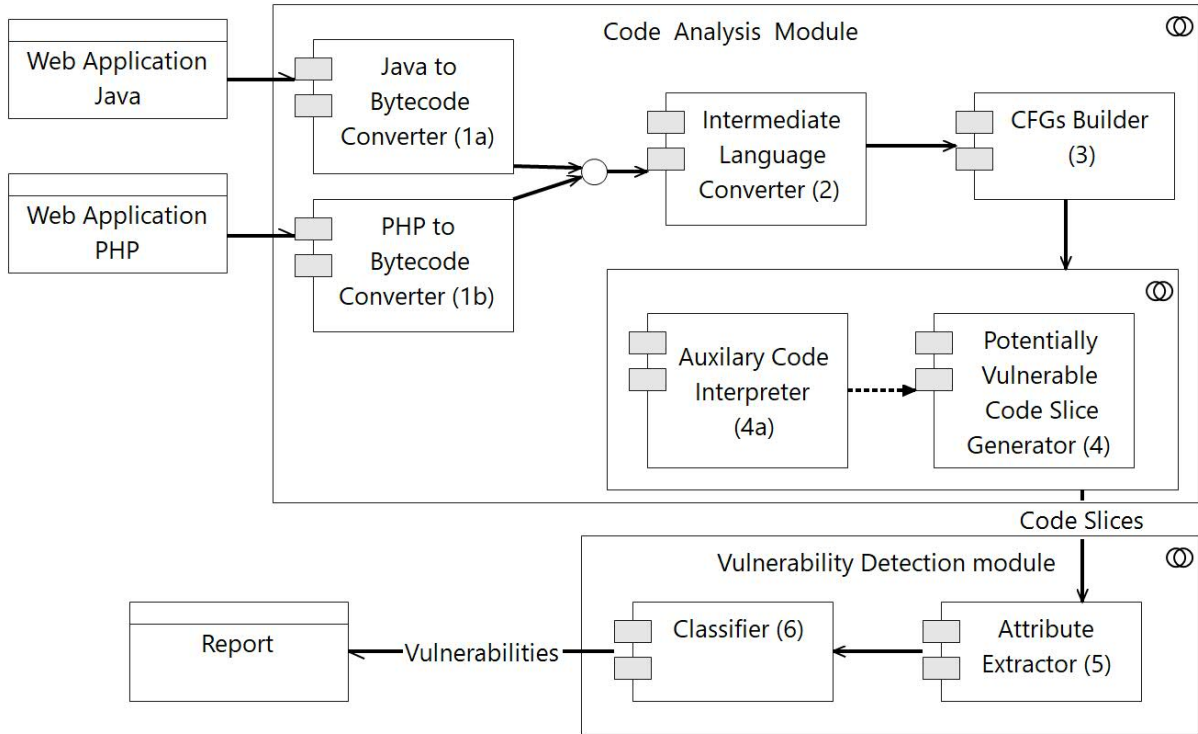 Code Analysis Module
Web Application
Java
Java to
Bytecode
Converter (1a)
Intermediate
Language
Converter (2)
CFGs Builder
(3)
Web Application
PHP
PHP to
Bytecode
Converter (1b)
Auxilary Code
Interpreter
(4a)
Potentially
Vulnerable
Code Slice
Generator (4)
Code Slices
Vulnerability Detection module
Report
Vulnerabilities
Classifier (6)
Attribute
Extractor (5)